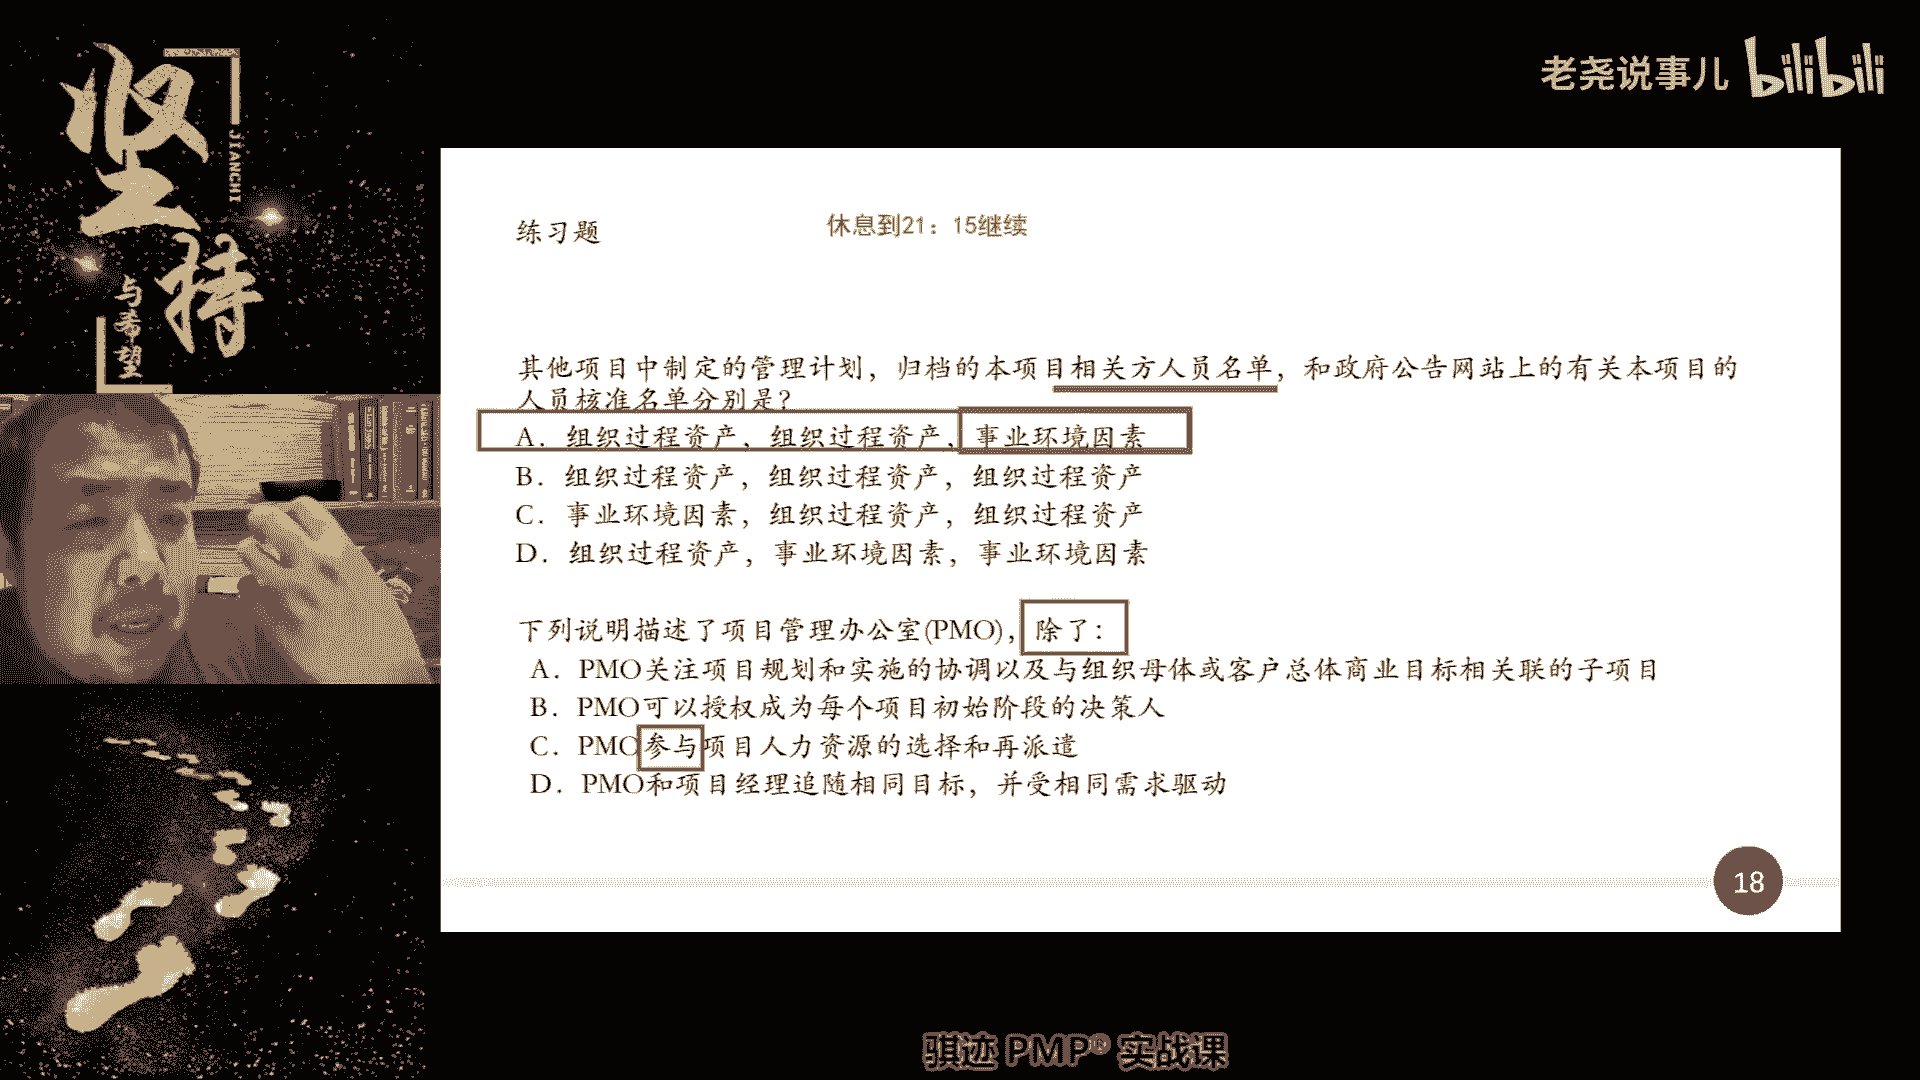 坚持
JIANCHI
与希望
老尧说事儿 bilibili
练习题
休息到21：15继续
其他项目中制定的管理计划，归档的本项目相关方人员名单，和政府公告网站上的有关本项目的
人员核准名单分别是？
A．组织过程资产，组织过程资产，事业环境因素
B．组织过程资产，组织过程资产，组织过程资产
C．事业环境因素，组织过程资产，组织过程资产
D．组织过程资产，事业环境因素，事业环境因素
下列说明描述了项目管理办公室(PMO)，除了：
A．PMO关注项目规划和实施的协调以及与组织母体或客户总体商业目标相关联的子项目
B．PMO可以授权成为每个项目初始阶段的决策人
C．PMO参与项目人力资源的选择和再派遣
D．PMO和项目经理追随相同目标，并受相同需求驱动
18
骐迹 PMP® 实战课